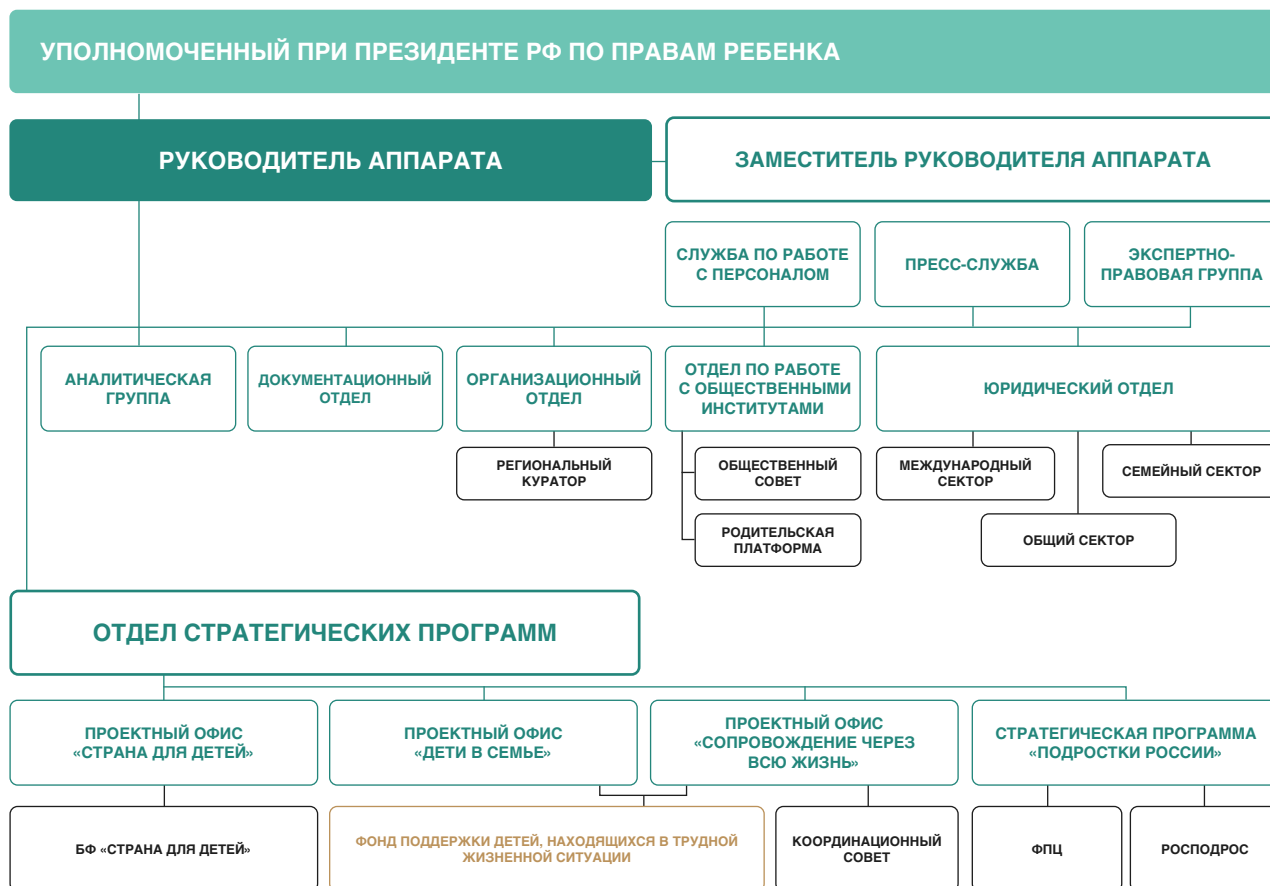 УПОЛНОМОЧЕННЫЙ ПРИ ПРЕЗИДЕНТЕ РФ ПО ПРАВАМ РЕБЕНКА
РУКОВОДИТЕЛЬ АППАРАТА
ЗАМЕСТИТЕЛЬ РУКОВОДИТЕЛЯ АППАРАТА
СЛУЖБА ПО РАБОТЕ
С ПЕРСОНАЛОМ
ПРЕСС-СЛУЖБА
ЭКСПЕРТНО-
ПРАВОВАЯ ГРУППА
АНАЛИТИЧЕСКАЯ
ГРУППА
ДОКУМЕНТАЦИОННЫЙ
ОТДЕЛ
ОРГАНИЗАЦИОННЫЙ
ОТДЕЛ
ОТДЕЛ ПО РАБОТЕ
С ОБЩЕСТВЕННЫМИ
ИНСТИТУТАМИ
ЮРИДИЧЕСКИЙ ОТДЕЛ
РЕГИОНАЛЬНЫЙ
КУРАТОР
ОБЩЕСТВЕННЫЙ
СОВЕТ
МЕЖДУНАРОДНЫЙ
СЕКТОР
СЕМЕЙНЫЙ СЕКТОР
РОДИТЕЛЬСКАЯ
ПЛАТФОРМА
ОБЩИЙ СЕКТОР
ОТДЕЛ СТРАТЕГИЧЕСКИХ ПРОГРАММ
ПРОЕКТНЫЙ ОФИС
«СТРАНА ДЛЯ ДЕТЕЙ»
ПРОЕКТНЫЙ ОФИС
«ДЕТИ В СЕМЬЕ»
ПРОЕКТНЫЙ ОФИС
«СОПРОВОЖДЕНИЕ ЧЕРЕЗ
ВСЮ ЖИЗНЬ»
СТРАТЕГИЧЕСКАЯ ПРОГРАММА
«ПОДРОСТКИ РОССИИ»
БФ «СТРАНА ДЛЯ ДЕТЕЙ»
ФОНД ПОДДЕРЖКИ ДЕТЕЙ, НАХОДЯЩИХСЯ В ТРУДНОЙ
ЖИЗНЕННОЙ СИТУАЦИИ
КООРДИНАЦИОННЫЙ
СОВЕТ
ФПЦ
РОСПОДРОС